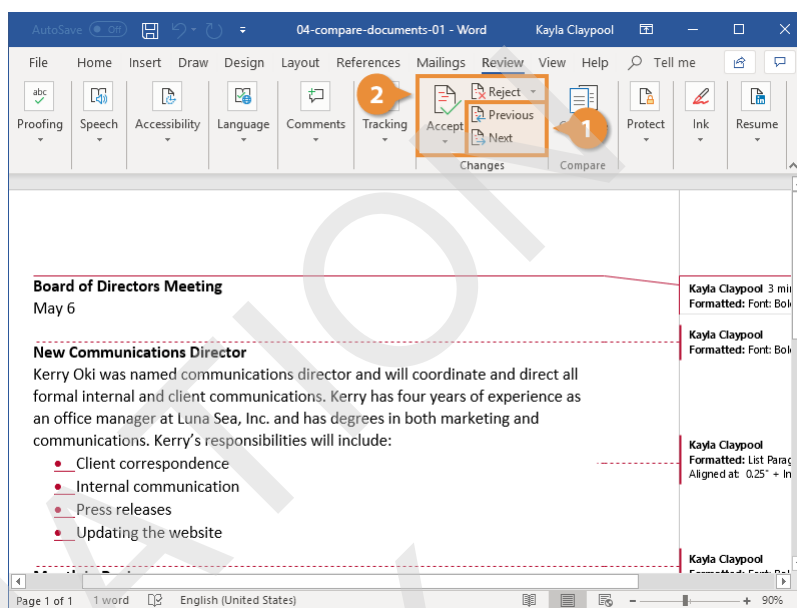 AutoSave Off 04-compare-documents-01 - Word Kayla Claypool
File Home Insert Draw Design Layout References Mailings Review View Help Tell me
abc
Proofing Speech Accessibility Language Comments Tracking Accept Reject Previous Next Protect Ink Resume
2
1
Changes Compare
Board of Directors Meeting
May 6
New Communications Director
Kerry Oki was named communications director and will coordinate and direct all
formal internal and client communications. Kerry has four years of experience as
an office manager at Luna Sea, Inc. and has degrees in both marketing and
communications. Kerry's responsibilities will include:
Client correspondence
Internal communication
Press releases
Updating the website
Kayla Claypool 3 min
Formatted: Font: Bol
Kayla Claypool
Formatted: Font: Bol
Kayla Claypool
Formatted: List Parag
Aligned at: 0.25" + In
Kayla Claypool
Page 1 of 1 1 word English (United States) 90%